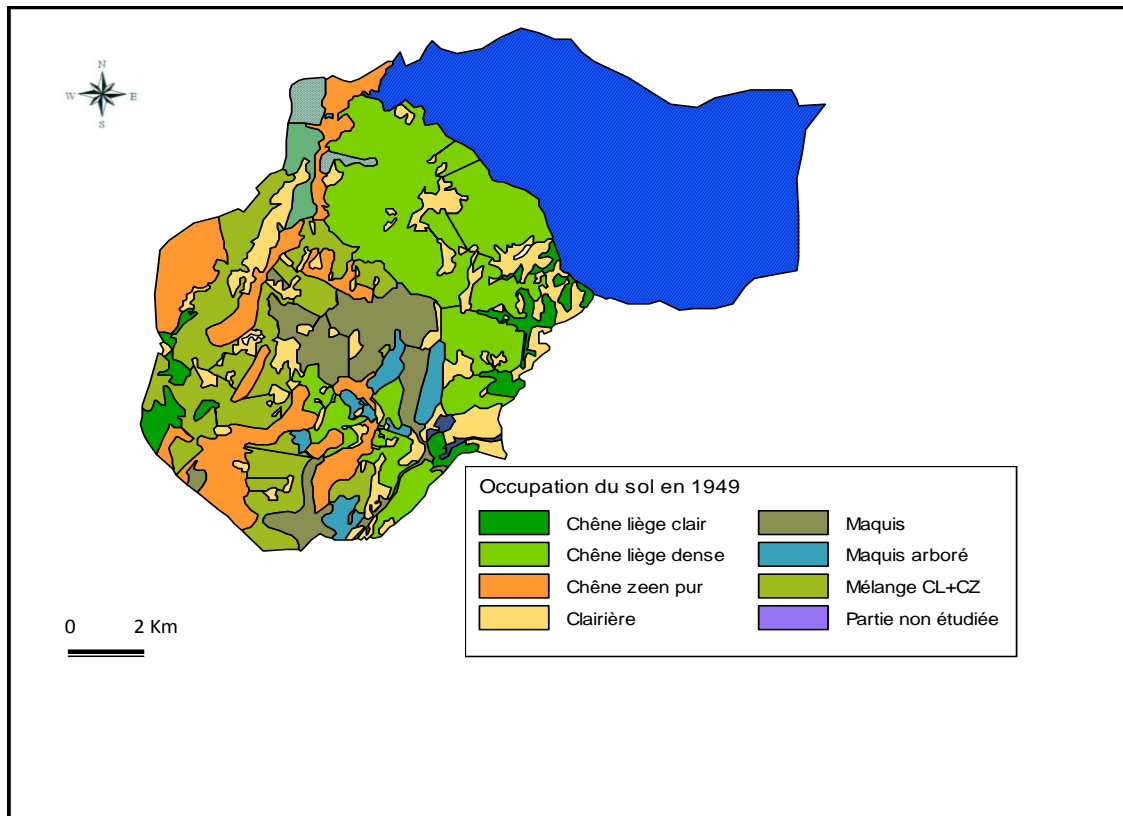 N
W E
S
Occupation du sol en 1949
Chêne liège clair
Chêne liège dense
Chêne zeen pur
Clairière
Maquis
Maquis arboré
Mélange CL+CZ
Partie non étudiée
0 2 Km